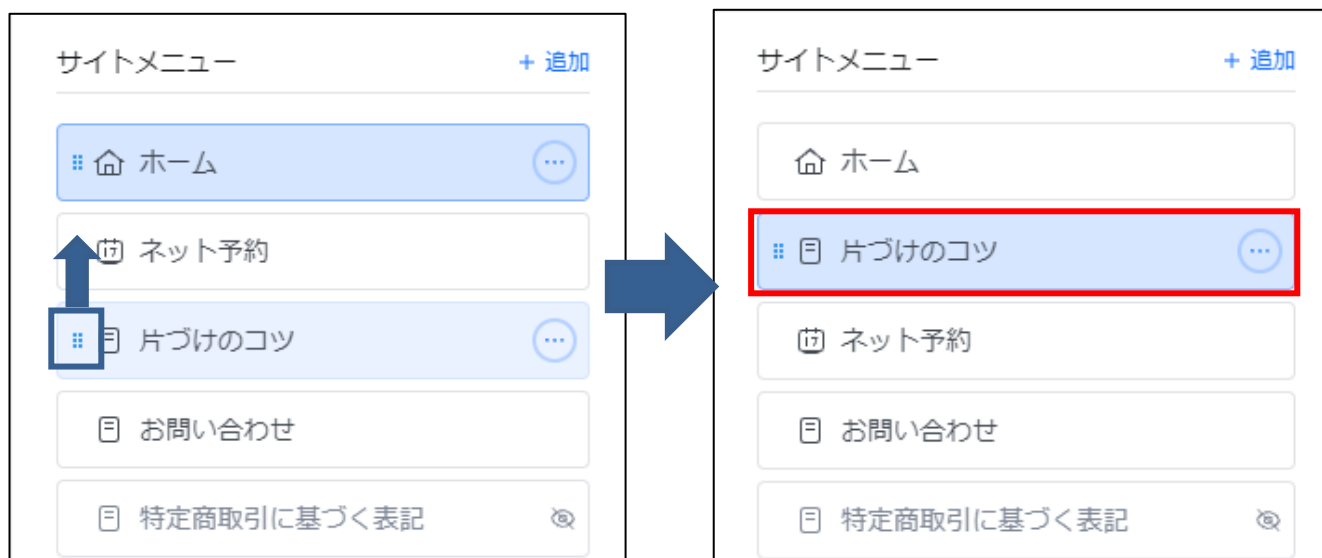 サイトメニュー
+ 追加
ホーム
17 ネット予約
片づけのコツ
お問い合わせ
特定商取引に基づく表記
サイトメニュー
+ 追加
ホーム
片づけのコツ
17 ネット予約
お問い合わせ
特定商取引に基づく表記